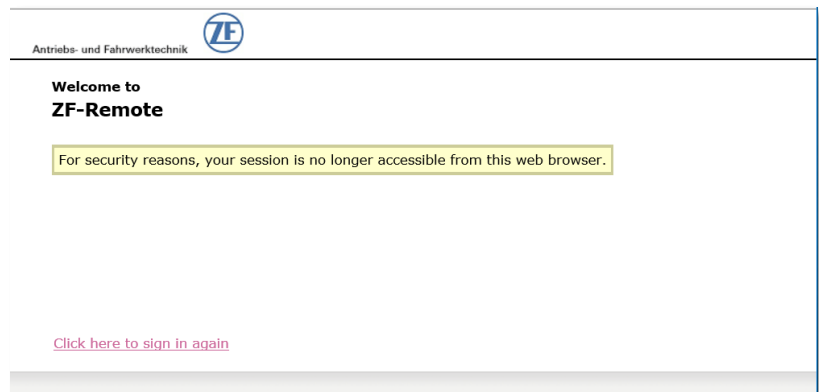 Antriebs- und Fahrwerktechnik
ZF
Welcome to
ZF-Remote
For security reasons, your session is no longer accessible from this web browser.
Click here to sign in again